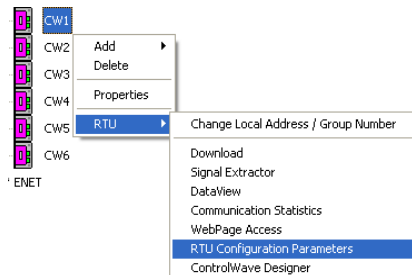 CW1
CW2
CW3
CW4
CW5
CW6
' ENET
Add
Delete
Properties
RTU
Change Local Address / Group Number
Download
Signal Extractor
DataView
Communication Statistics
WebPage Access
RTU Configuration Parameters
ControlWave Designer